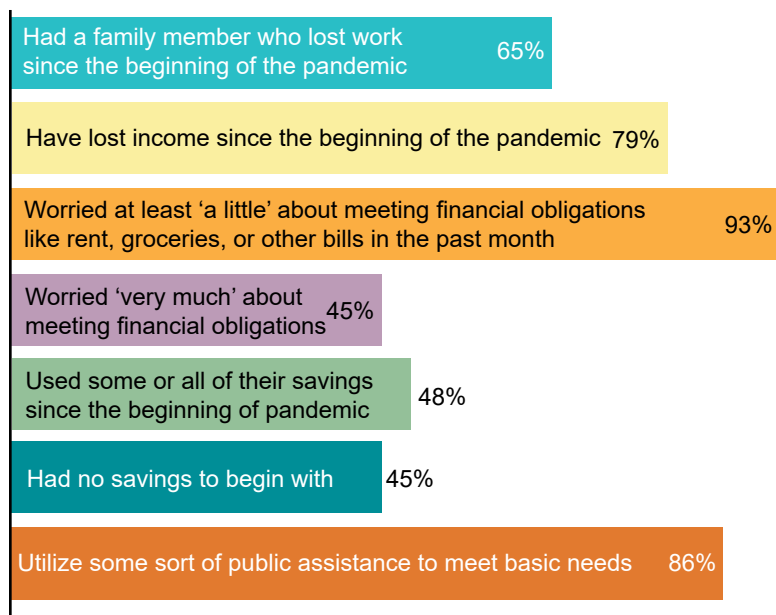 Had a family member who lost work
since the beginning of the pandemic
65%
Have lost income since the beginning of the pandemic 79%
Worried at least ‘a little’ about meeting financial obligations
like rent, groceries, or other bills in the past month
93%
Worried ‘very much’ about
meeting financial obligations
45%
Used some or all of their savings
since the beginning of pandemic
48%
Had no savings to begin with 45%
Utilize some sort of public assistance to meet basic needs 86%